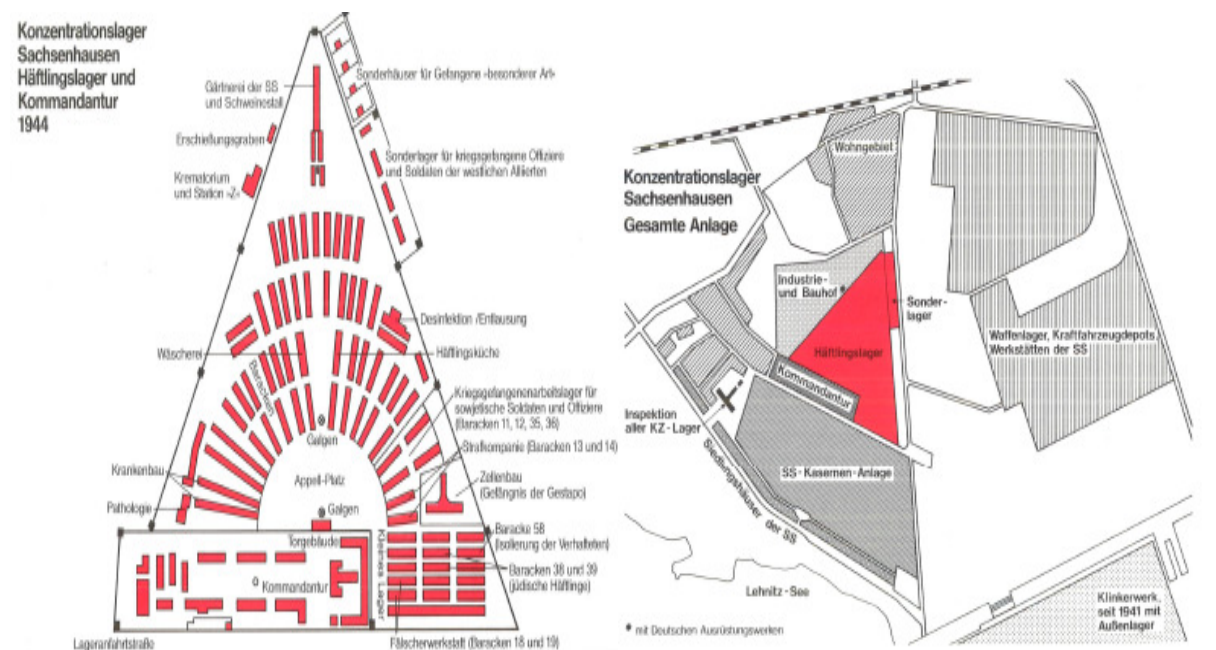 Konzentrationslager
Sachsenhausen
Häftlingslager und
Kommandantur
1944
Gärtnerei der SS
und Schweinestall
Sonderhäuser für Gefangene »besonderer Art«
Erschießungsgraben
Sonderlager für kriegsgefangene Offiziere
und Soldaten der westlichen Alliierten
Krematorium
und Station »Z«
Desinfektion /Entlausung
Wäscherei
Häftlingsküche
Baracken
Kriegsgefangenenarbeitslager für
sowjetische Soldaten und Offiziere
(Baracken 11, 12, 35, 36)
Galgen
Strafkompanie (Baracken 13 und 14)
Krankenbau
Appell-Platz
Zellenbau
(Gefängnis der Gestapo)
Pathologie
Galgen
Torgebäude
Kleines Lager
Baracke 58
(Isolierung der Verhafteten)
Kommandantur
Baracken 38 und 39
(jüdische Häftlinge)
Lageranfahrtstraße
Fälscherwerkstatt (Baracken 18 und 19)
Wohngebiet
Konzentrationslager
Sachsenhausen
Gesamte Anlage
Industrie-
und Bauhof
Sonder-
lager
Häftlingslager
Waffenlager, Kraftfahrzeugdepots,
Werkstätten der SS
Kommandantur
Inspektion
aller KZ-Lager
SS-Kasernen-Anlage
Siedlungshäuser der SS
Lehnitz-See
Klinkerwerk,
seit 1941 mit
Außenlager
* mit Deutschen Ausrüstungswerken